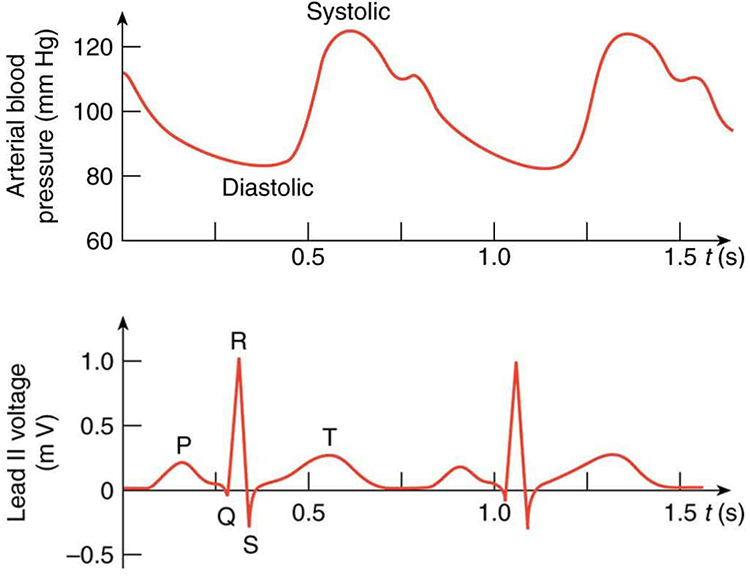 Systolic
120
100
80
60
Arterial blood
pressure (mm Hg)
Diastolic
0.5
1.0
1.5 t (s)
R
1.0
0.5
0
–0.5
Lead II voltage
(m V)
P
T
Q
S
0.5
1.0
1.5 t (s)